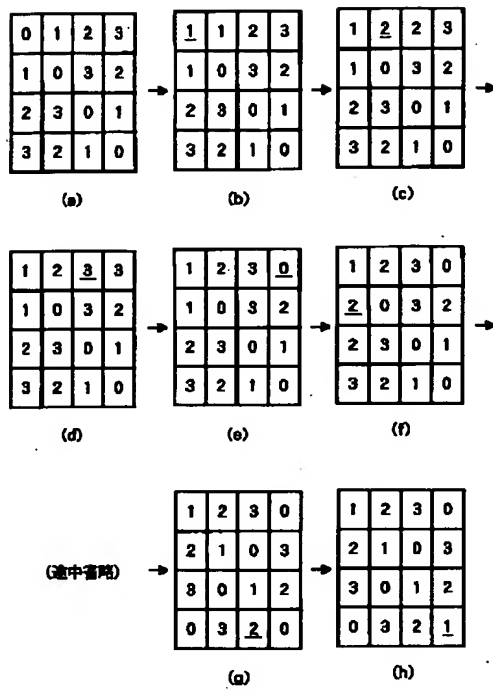 0 1 2 3 1 1 2 3 1 2 2 3
1 0 3 2 → 1 0 3 2 → 1 0 3 2 →
2 3 0 1 2 3 0 1 2 3 0 1
3 2 1 0 3 2 1 0 3 2 1 0
(a) (b) (c)
1 2 3 3 1 2 3 0 1 2 3 0
1 0 3 2 → 1 0 3 2 → 2 0 3 2 →
2 3 0 1 2 3 0 1 2 3 0 1
3 2 1 0 3 2 1 0 3 2 1 0
(d) (e) (f)
1 2 3 0 1 2 3 0
2 1 0 3 2 1 0 3
(途中省略) → 3 0 1 2 → 3 0 1 2
0 3 2 0 0 3 2 1
(g) (h)